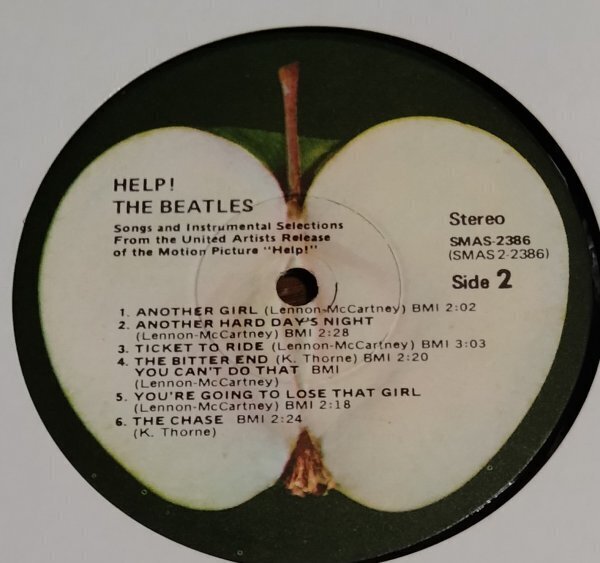 HELP!
THE BEATLES
Songs and Instrumental Selections
From the United Artists Release
of the Motion Picture "Help!"
Stereo
SMAS-2386
(SMAS 2-2386)
Side 2
1. ANOTHER GIRL (Lennon-McCartney) BMI 2:02
2. ANOTHER HARD DAY'S NIGHT
(Lennon-McCartney) BMI 2:28
3. TICKET TO RIDE (Lennon-McCartney) BMI 3:03
4. THE BITTER END (K. Thorne) BMI 2:20
YOU CAN'T DO THAT BMI
(Lennon-McCartney)
5. YOU'RE GOING TO LOSE THAT GIRL
(Lennon-McCartney) BMI 2:18
6. THE CHASE BMI 2:24
(K. Thorne)